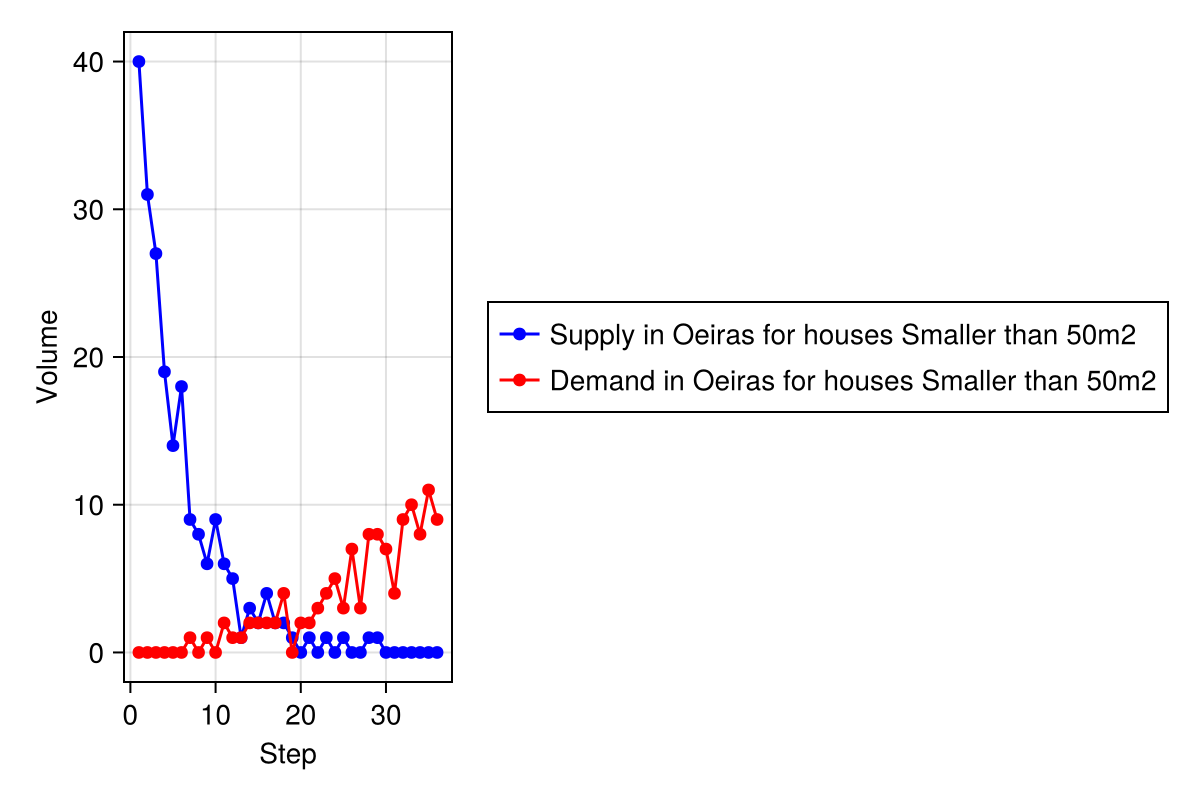 40
30
20
10
0
Volume
0 10 20 30
Step
Supply in Oeiras for houses Smaller than 50m2
Demand in Oeiras for houses Smaller than 50m2